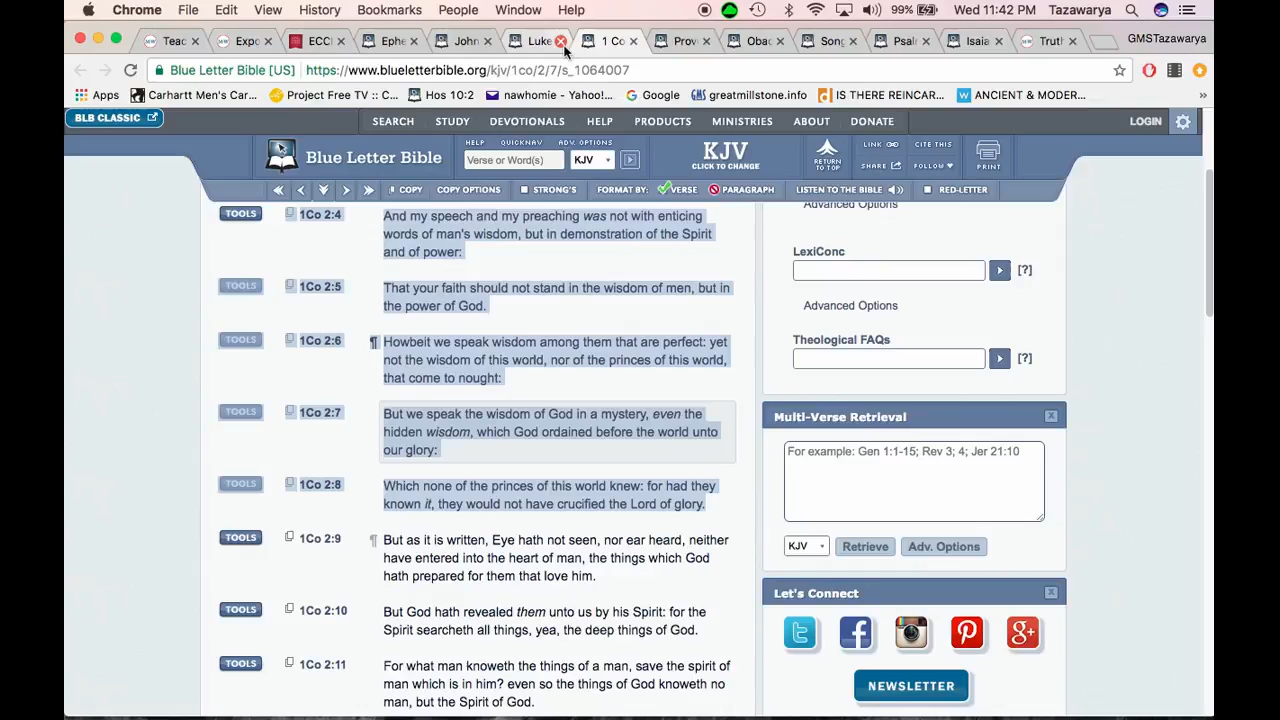 Chrome File Edit View History Bookmarks People Window Help 99% Wed 11:42 PM Tazawarya
Teac Expo ECCl Ephe John Luke 1 Co Prov Obac Song Psal Isaia Truth GMSTazawarya
Blue Letter Bible [US] https://www.blueletterbible.org/kjv/1co/2/7/s_1064007
Apps Carhartt Men's Car... Project Free TV :: C... Hos 10:2 nawhomie - Yahoo!... Google greatmillstore.info IS THERE REINCAR... ANCIENT & MODER... »
BLB CLASSIC SEARCH STUDY DEVOTIONALS HELP PRODUCTS MINISTRIES ABOUT DONATE LOGIN
HELP QUICKNAV ADV. OPTIONS
Blue Letter Bible Verse or Word(s) KJV
KJV
CLICK TO CHANGE
RETURN TO TOP
LINK CITE THIS
SHARE FOLLOW
PRINT
COPY COPY OPTIONS STRONG'S FORMAT BY: VERSE PARAGRAPH LISTEN TO THE BIBLE RED-LETTER
TOOLS 1Co 2:4 And my speech and my preaching was not with enticing
words of man's wisdom, but in demonstration of the Spirit
and of power:
TOOLS 1Co 2:5 That your faith should not stand in the wisdom of men, but in
the power of God.
TOOLS 1Co 2:6 ¶ Howbeit we speak wisdom among them that are perfect: yet
not the wisdom of this world, nor of the princes of this world,
that come to nought:
TOOLS 1Co 2:7 But we speak the wisdom of God in a mystery, even the
hidden wisdom, which God ordained before the world unto
our glory:
TOOLS 1Co 2:8 Which none of the princes of this world knew: for had they
known it, they would not have crucified the Lord of glory.
TOOLS 1Co 2:9 ¶ But as it is written, Eye hath not seen, nor ear heard, neither
have entered into the heart of man, the things which God
hath prepared for them that love him.
TOOLS 1Co 2:10 But God hath revealed them unto us by his Spirit: for the
Spirit searcheth all things, yea, the deep things of God.
TOOLS 1Co 2:11 For what man knoweth the things of a man, save the spirit of
man which is in him? even so the things of God knoweth no
man, but the Spirit of God.
Advanced Options
LexiConc
[?]
Advanced Options
Theological FAQs
[?]
Multi-Verse Retrieval X
For example: Gen 1:1-15; Rev 3; 4; Jer 21:10
KJV Retrieve Adv. Options
Let's Connect X
NEWSLETTER